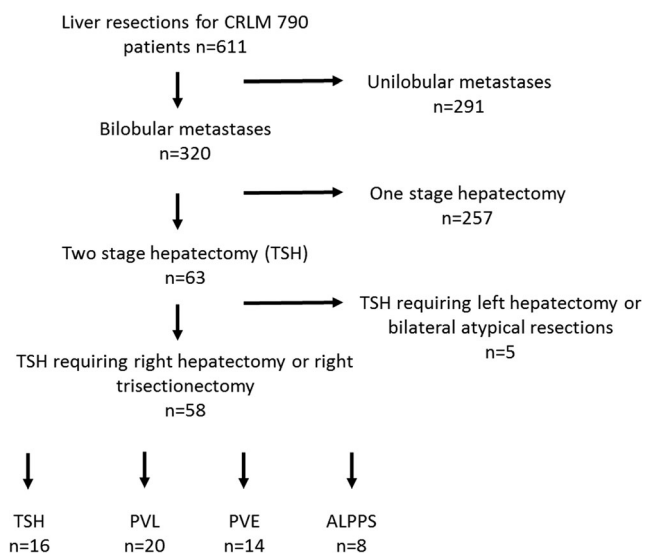 Liver resections for CRLM 790
patients n=611
Unilobular metastases
n=291
Bilobular metastases
n=320
One stage hepatectomy
n=257
Two stage hepatectomy (TSH)
n=63
TSH requiring left hepatectomy or
bilateral atypical resections
n=5
TSH requiring right hepatectomy or right
trisectionectomy
n=58
TSH
n=16
PVL
n=20
PVE
n=14
ALPPS
n=8